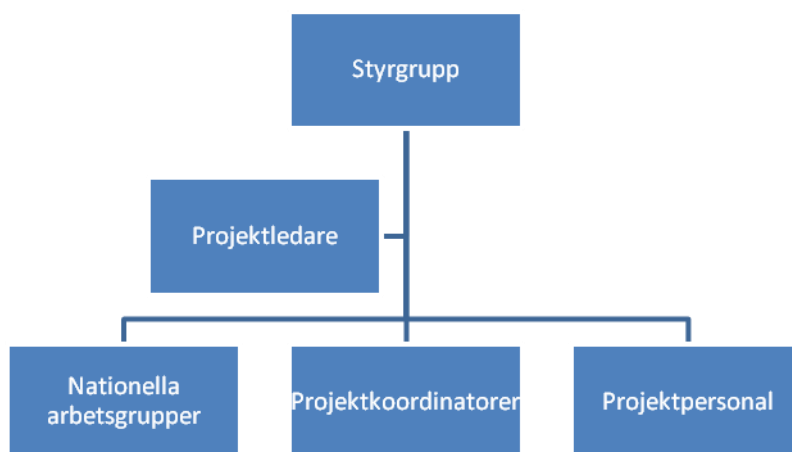 Styrgrupp
Projektledare
Nationella
arbetsgrupper
Projektkoordinatorer
Projektpersonal